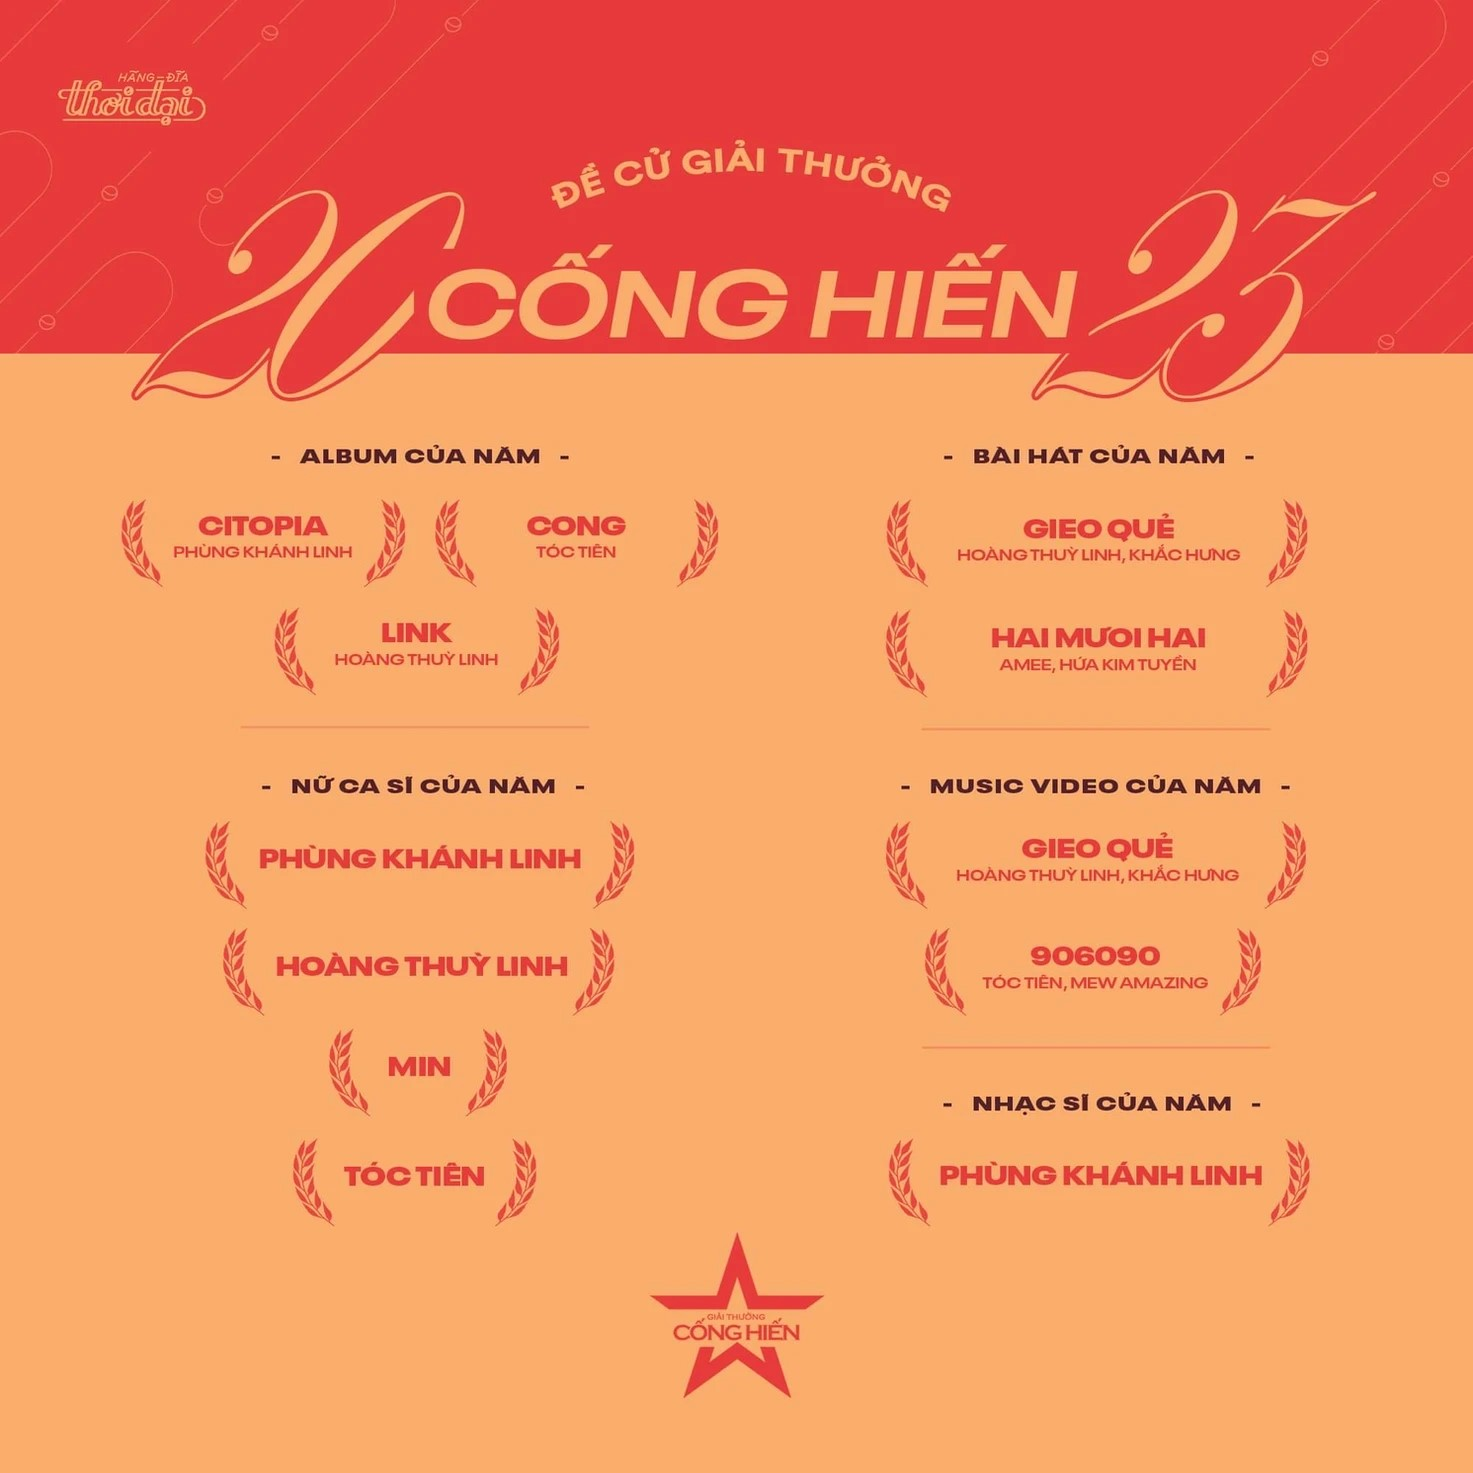 HÃNG-ĐĨA
thời đại
ĐỀ CỬ GIẢI THƯỞNG
20 CỐNG HIẾN 23
- ALBUM CỦA NĂM -
CITOPIA
PHÙNG KHÁNH LINH
CONG
TÓC TIÊN
LINK
HOÀNG THUỲ LINH
- NỮ CA SĨ CỦA NĂM -
PHÙNG KHÁNH LINH
HOÀNG THUỲ LINH
MIN
TÓC TIÊN
- BÀI HÁT CỦA NĂM -
GIEO QUẺ
HOÀNG THUỲ LINH, KHẮC HƯNG
HAI MƯƠI HAI
AMEE, HỨA KIM TUYỀN
- MUSIC VIDEO CỦA NĂM -
GIEO QUẺ
HOÀNG THUỲ LINH, KHẮC HƯNG
906090
TÓC TIÊN, MEW AMAZING
- NHẠC SĨ CỦA NĂM -
PHÙNG KHÁNH LINH
GIẢI THƯỞNG
CỐNG HIẾN